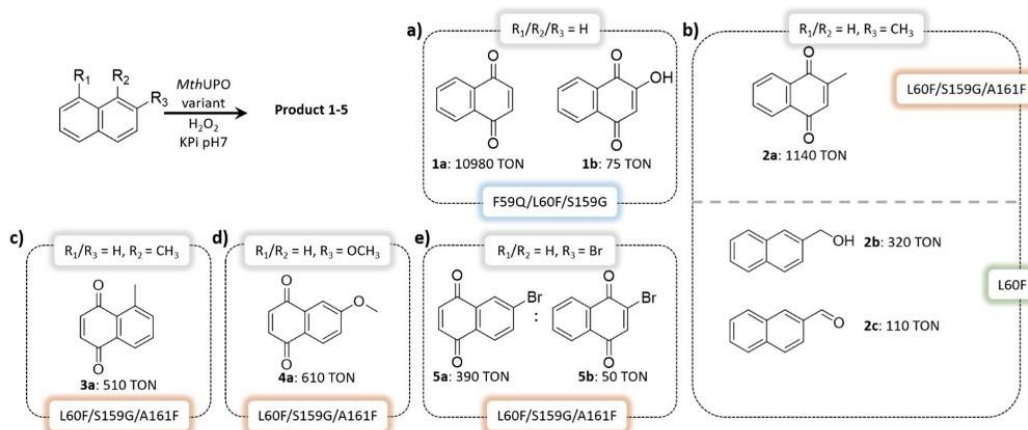 R₁ R₂
R₃
MthUPO
variant
H₂O₂
KPi pH7
Product 1-5
a)
R₁/R₂/R₃ = H
O
O
O
OH
O
1a: 10980 TON
1b: 75 TON
F59Q/L60F/S159G
b)
R₁/R₂ = H, R₃ = CH₃
O
O
L60F/S159G/A161F
2a: 1140 TON
OH
2b: 320 TON
L60F
O
2c: 110 TON
c)
R₁/R₃ = H, R₂ = CH₃
O
O
3a: 510 TON
L60F/S159G/A161F
d)
R₁/R₂ = H, R₃ = OCH₃
O
O
O
4a: 610 TON
L60F/S159G/A161F
e)
R₁/R₂ = H, R₃ = Br
O
Br
O
:
O
Br
O
5a: 390 TON
5b: 50 TON
L60F/S159G/A161F